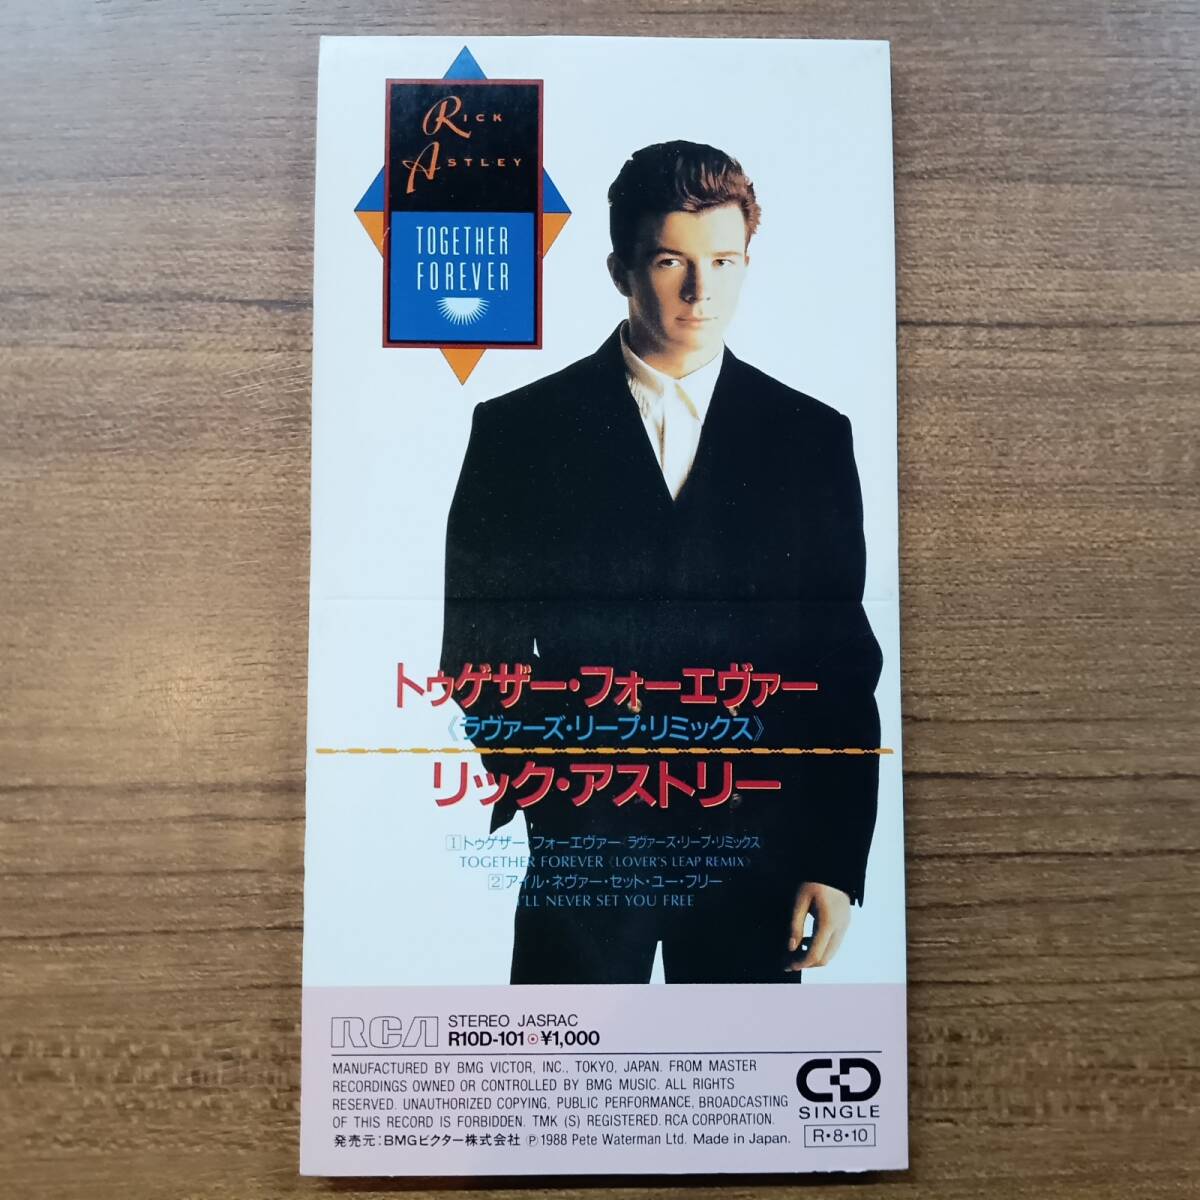 RICK
ASTLEY
TOGETHER
FOREVER
トゥゲザー・フォーエヴァー
《ラヴァーズ・リープ・リミックス》
リック・アストリー
1 トゥゲザー・フォーエヴァー《ラヴァーズ・リープ・リミックス》
TOGETHER FOREVER《LOVER'S LEAP REMIX》
2 アイル・ネヴァー・セット・ユー・フリー
I'LL NEVER SET YOU FREE
RCA STEREO JASRAC
R10D-101 ¥1,000
MANUFACTURED BY BMG VICTOR, INC., TOKYO, JAPAN. FROM MASTER
RECORDINGS OWNED OR CONTROLLED BY BMG MUSIC. ALL RIGHTS
RESERVED. UNAUTHORIZED COPYING, PUBLIC PERFORMANCE, BROADCASTING
OF THIS RECORD IS FORBIDDEN. TMK (S) REGISTERED. RCA CORPORATION.
発売元:BMGビクター株式会社 ℗1988 Pete Waterman Ltd. Made in Japan.
CD
SINGLE
R・8・10